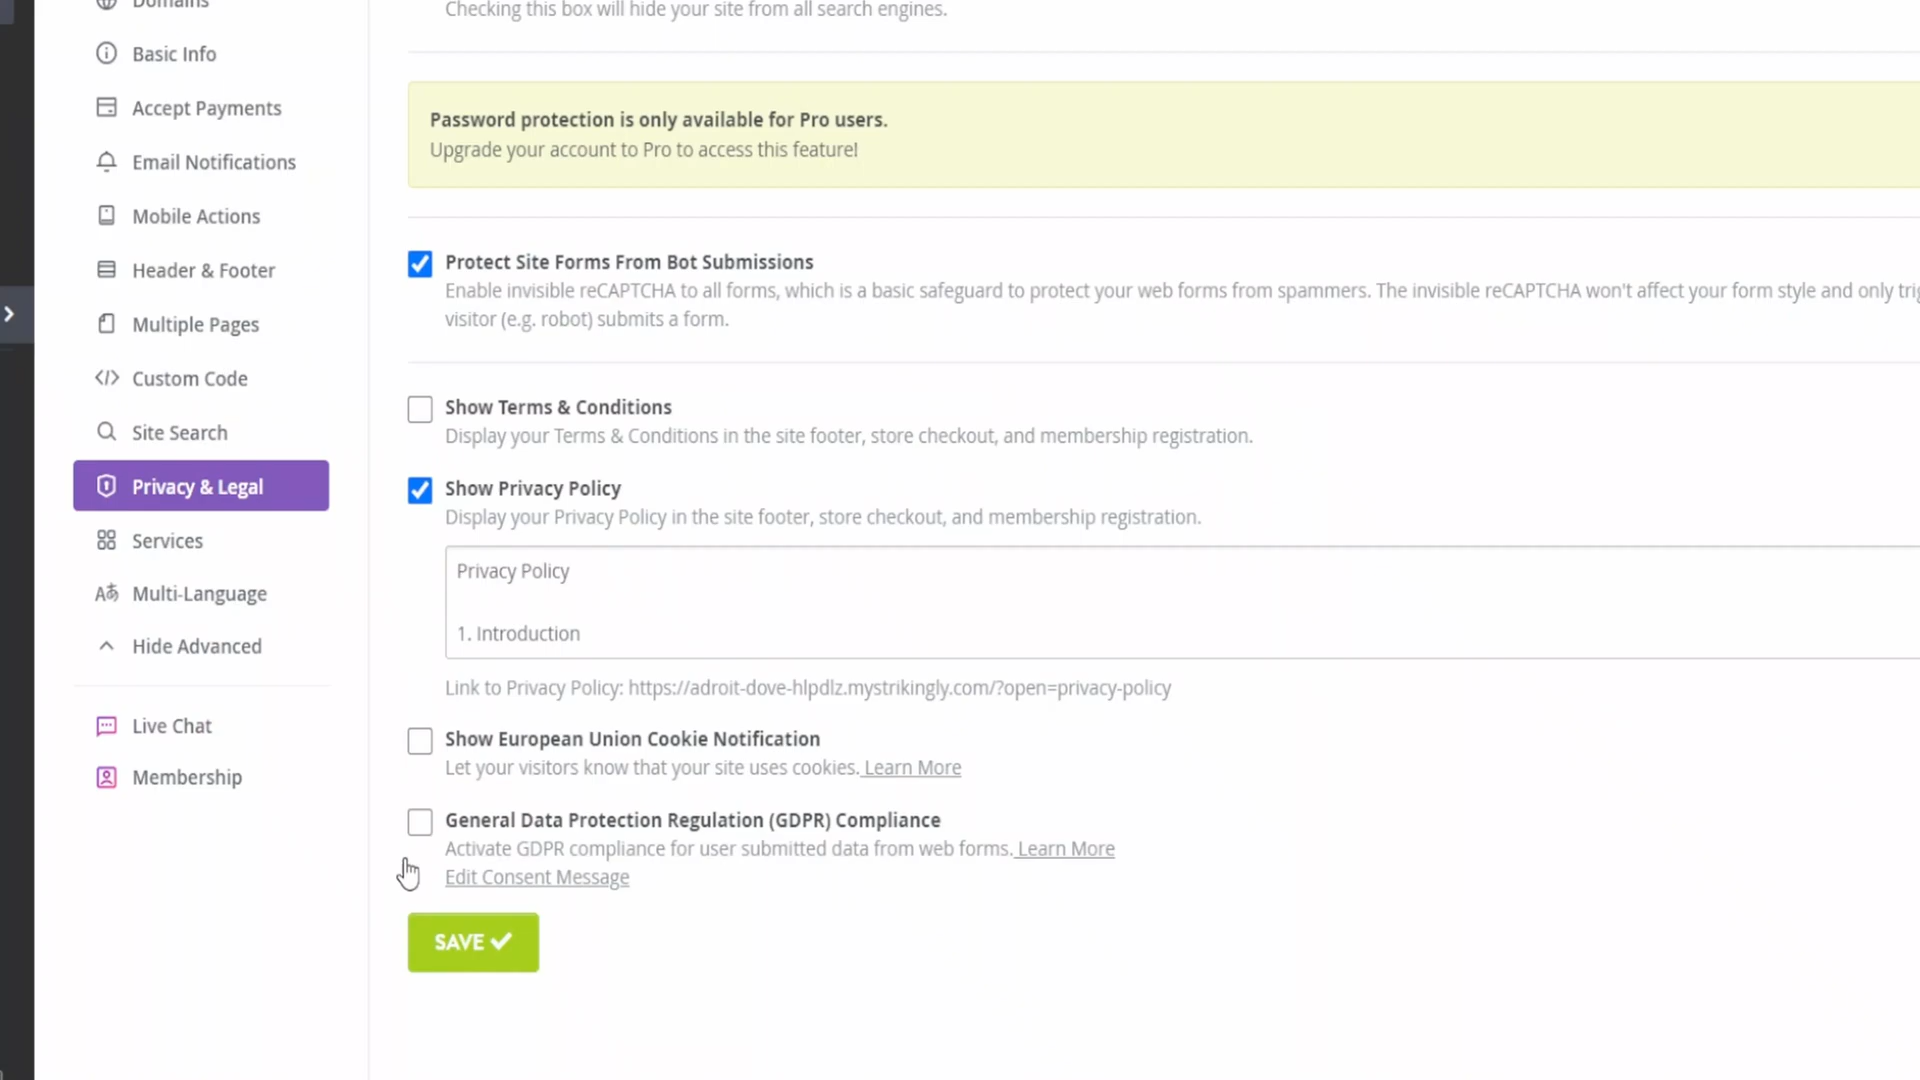 Domains
Basic Info
Accept Payments
Email Notifications
Mobile Actions
Header & Footer
Multiple Pages
Custom Code
Site Search
Privacy & Legal
Services
Multi-Language
Hide Advanced
Live Chat
Membership
Checking this box will hide your site from all search engines.
Password protection is only available for Pro users.
Upgrade your account to Pro to access this feature!
Protect Site Forms From Bot Submissions
Enable invisible reCAPTCHA to all forms, which is a basic safeguard to protect your web forms from spammers. The invisible reCAPTCHA won't affect your form style and only
visitor (e.g. robot) submits a form.
Show Terms & Conditions
Display your Terms & Conditions in the site footer, store checkout, and membership registration.
Show Privacy Policy
Display your Privacy Policy in the site footer, store checkout, and membership registration.
Privacy Policy
1. Introduction
Link to Privacy Policy: https://adroit-dove-hlpdlz.mystrikingly.com/?open=privacy-policy
Show European Union Cookie Notification
Let your visitors know that your site uses cookies. Learn More
General Data Protection Regulation (GDPR) Compliance
Activate GDPR compliance for user submitted data from web forms. Learn More
Edit Consent Message
SAVE